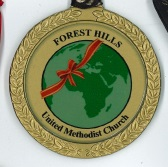 FOREST HILLS
United Methodist Church